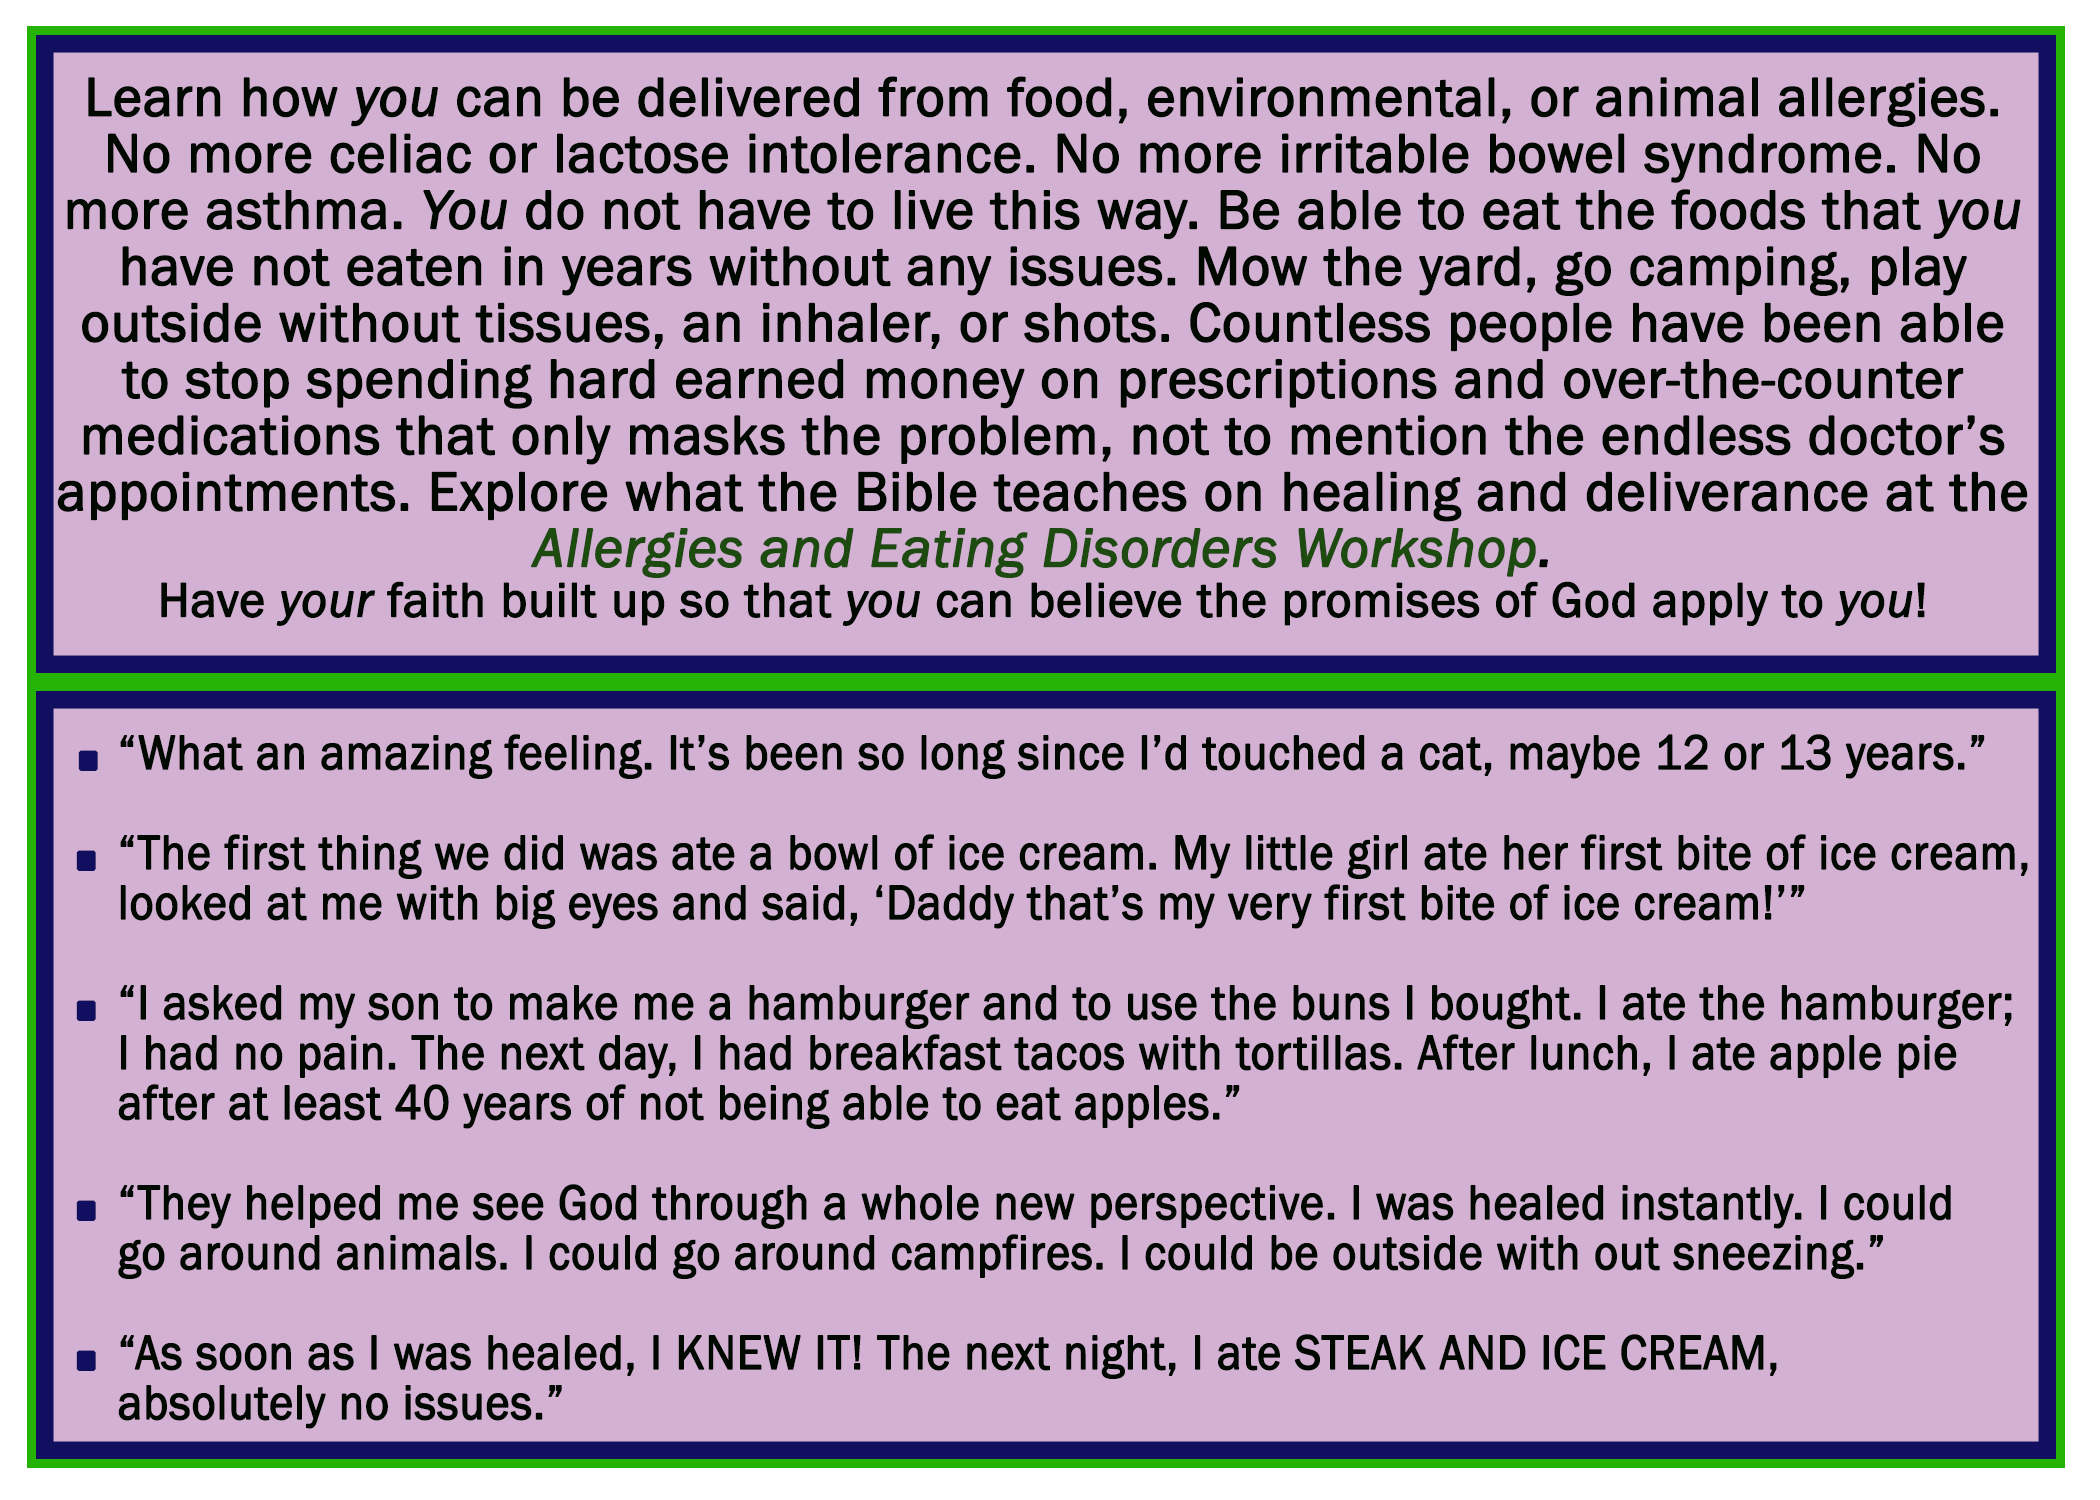 Learn how you can be delivered from food, environmental, or animal allergies.
No more celiac or lactose intolerance. No more irritable bowel syndrome. No
more asthma. You do not have to live this way. Be able to eat the foods that you
have not eaten in years without any issues. Mow the yard, go camping, play
outside without tissues, an inhaler, or shots. Countless people have been able
to stop spending hard earned money on prescriptions and over-the-counter
medications that only masks the problem, not to mention the endless doctor’s
appointments. Explore what the Bible teaches on healing and deliverance at the
Allergies and Eating Disorders Workshop.
Have your faith built up so that you can believe the promises of God apply to you!
▪ “What an amazing feeling. It’s been so long since I’d touched a cat, maybe 12 or 13 years.”
▪ “The first thing we did was ate a bowl of ice cream. My little girl ate her first bite of ice cream,
looked at me with big eyes and said, ‘Daddy that’s my very first bite of ice cream!’”
▪ “I asked my son to make me a hamburger and to use the buns I bought. I ate the hamburger;
I had no pain. The next day, I had breakfast tacos with tortillas. After lunch, I ate apple pie
after at least 40 years of not being able to eat apples.”
▪ “They helped me see God through a whole new perspective. I was healed instantly. I could
go around animals. I could go around campfires. I could be outside with out sneezing.”
▪ “As soon as I was healed, I KNEW IT! The next night, I ate STEAK AND ICE CREAM,
absolutely no issues.”